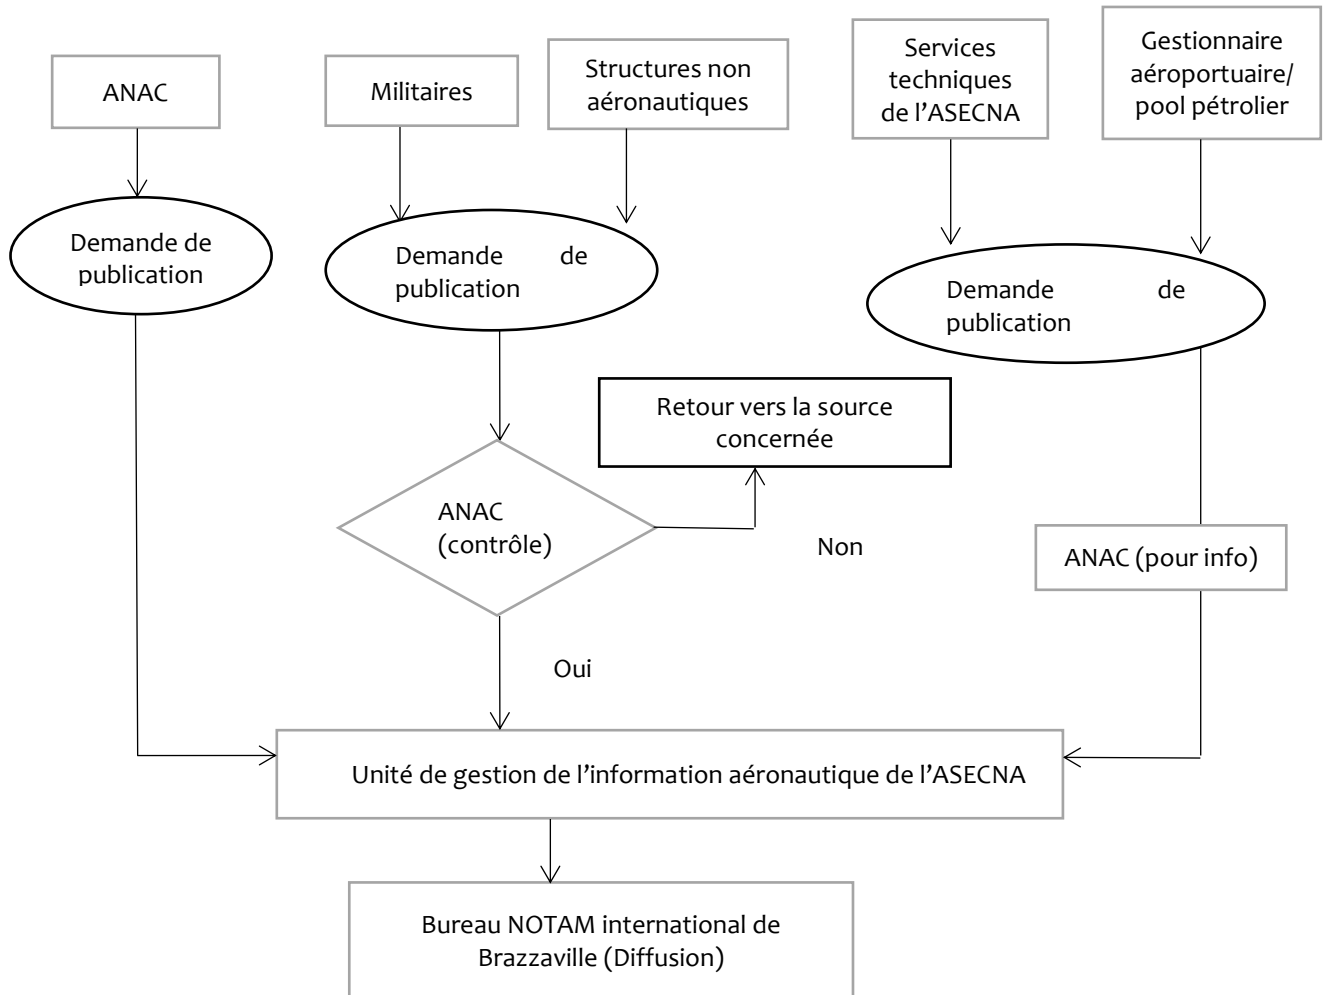 ANAC
Militaires
Structures non
aéronautiques
Services
techniques
de l'ASECNA
Gestionnaire
aéroportuaire/
pool pétrolier
Demande de
publication
Demande de
publication
Demande de
publication
Retour vers la source
concernée
ANAC
(contrôle)
Non
ANAC (pour info)
Oui
Unité de gestion de l'information aéronautique de l'ASECNA
Bureau NOTAM international de
Brazzaville (Diffusion)